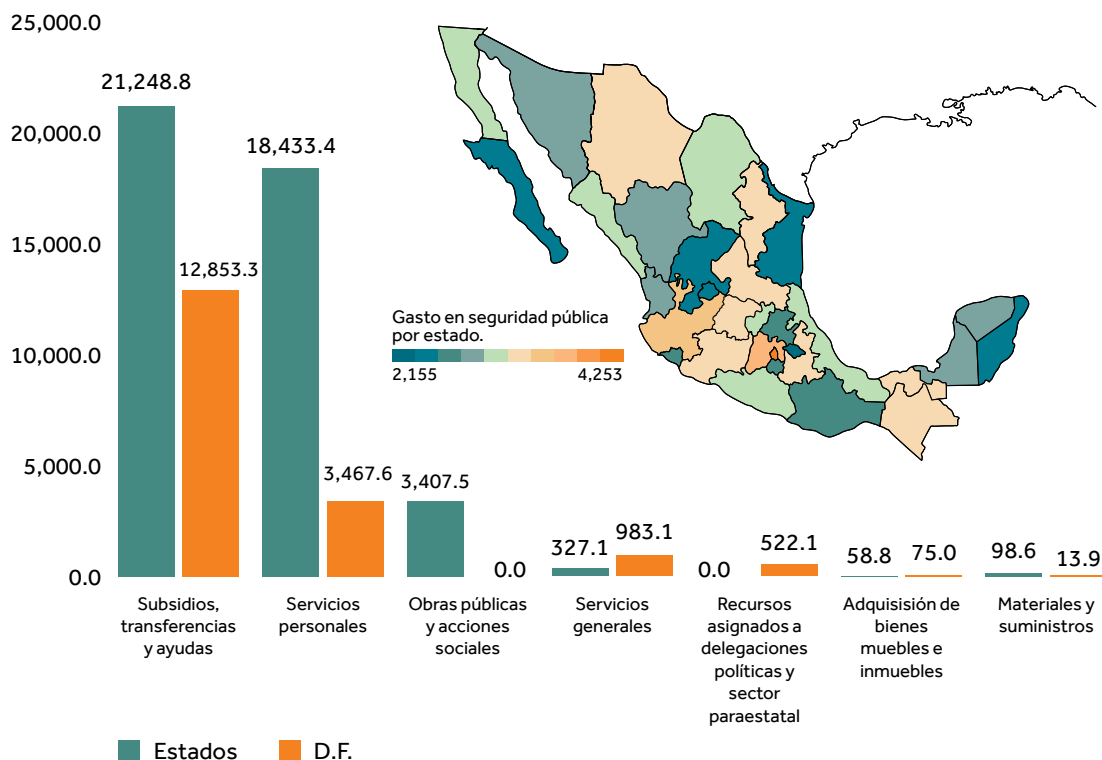 25,000.0
20,000.0
15,000.0
10,000.0
5,000.0
0.0
21,248.8
12,853.3
18,433.4
3,467.6
3,407.5
0.0
327.1
983.1
0.0
522.1
58.8
75.0
98.6
13.9
Gasto en seguridad pública
por estado.
2,155
4,253
Subsidios,
transferencias
y ayudas
Servicios
personales
Obras públicas
y acciones
sociales
Servicios
generales
Recursos
asignados a
delegaciones
políticas y
sector
paraestatal
Adquisisión de
bienes
muebles e
inmuebles
Materiales y
suministros
Estados
D.F.